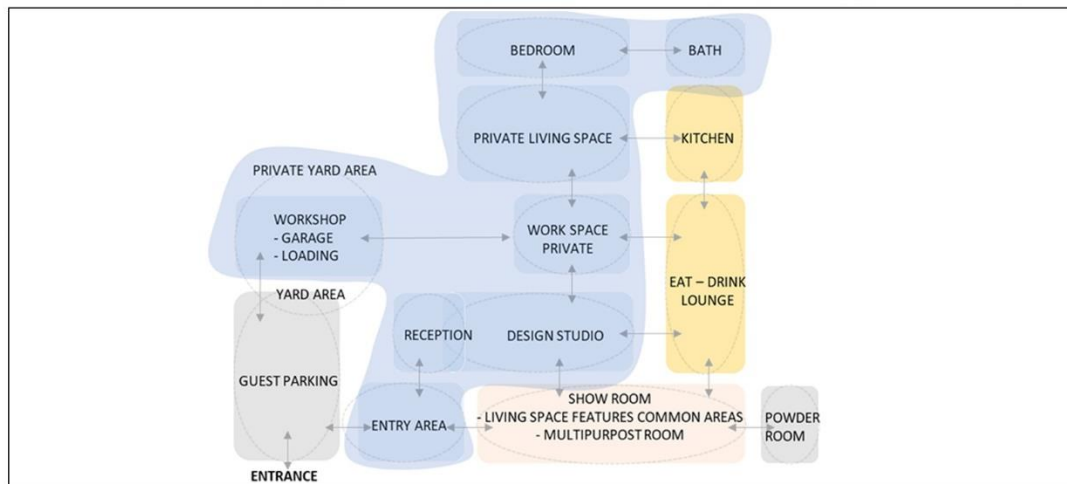 BEDROOM
BATH
PRIVATE LIVING SPACE
KITCHEN
PRIVATE YARD AREA
WORKSHOP
- GARAGE
- LOADING
WORK SPACE
PRIVATE
EAT – DRINK
LOUNGE
YARD AREA
RECEPTION
DESIGN STUDIO
GUEST PARKING
ENTRY AREA
SHOW ROOM
- LIVING SPACE FEATURES COMMON AREAS
- MULTIPURPOST ROOM
POWDER
ROOM
ENTRANCE